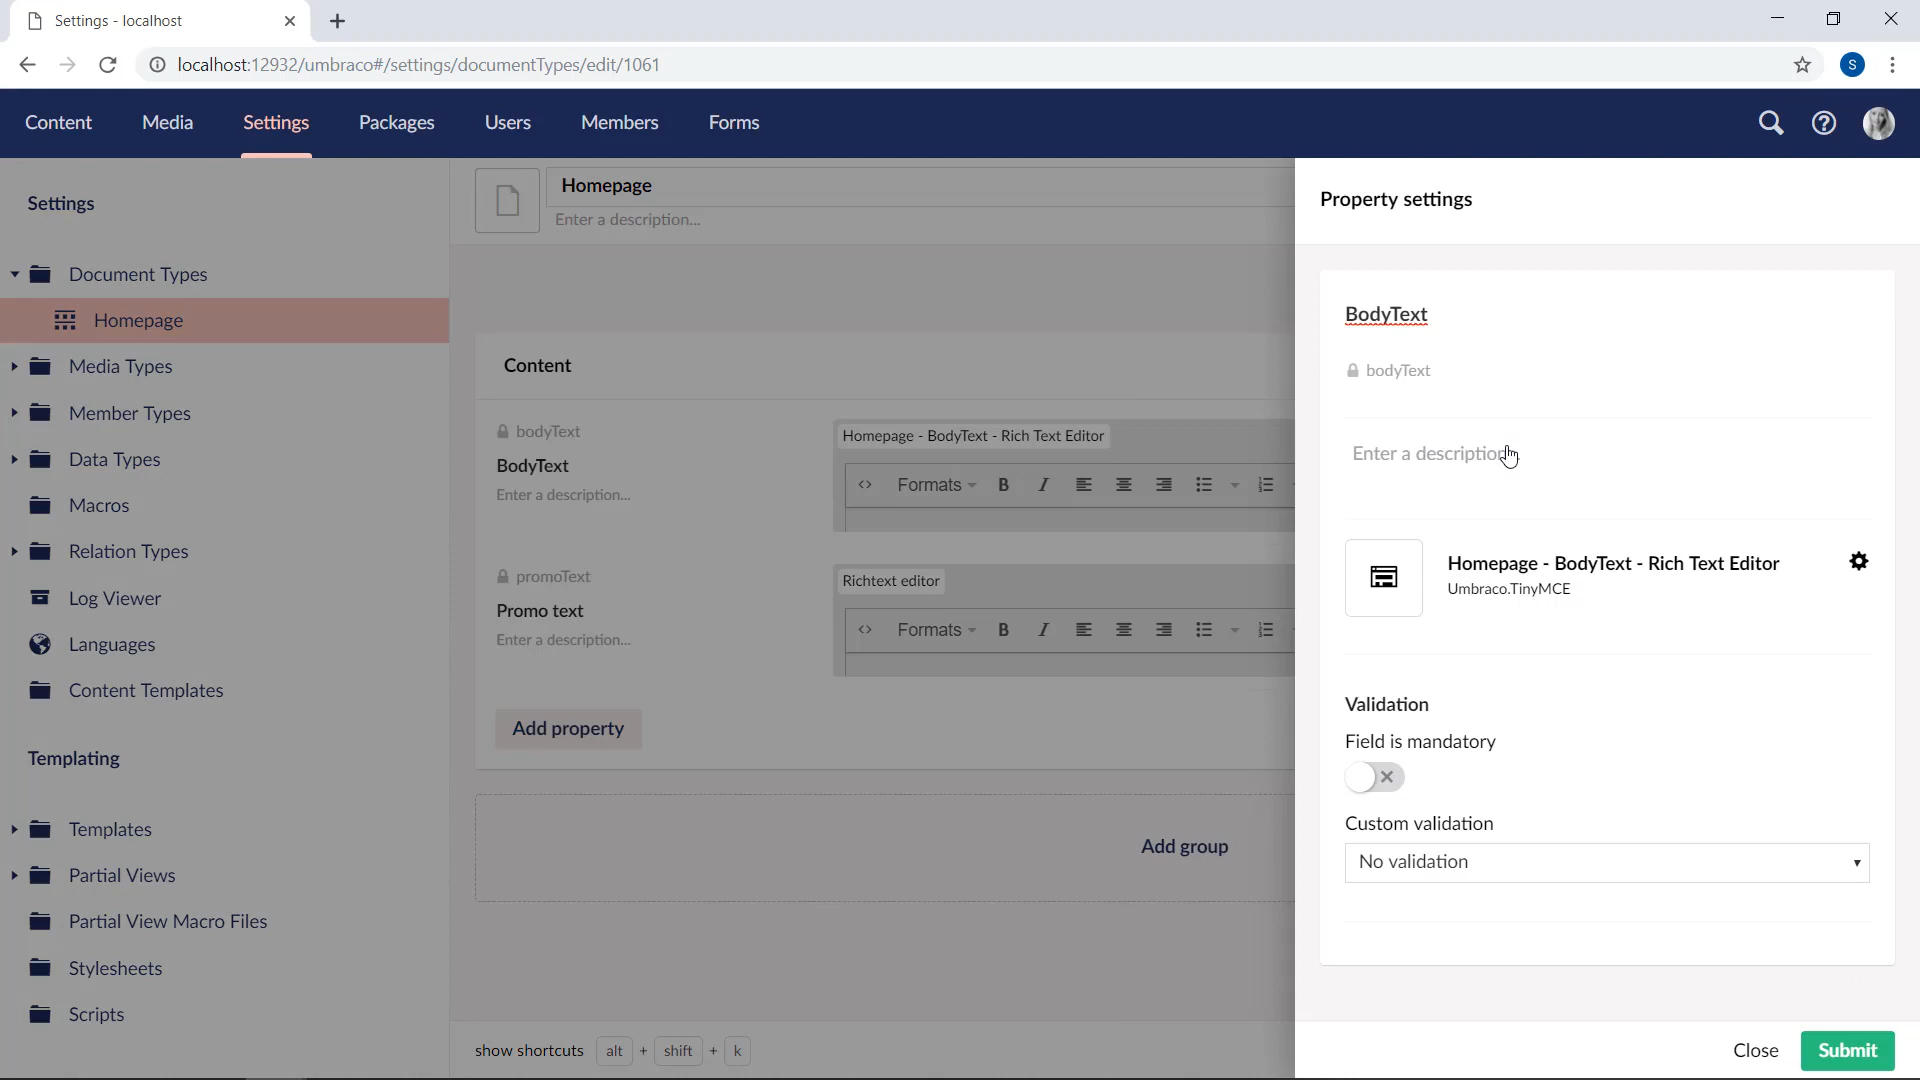 Settings - localhost
localhost:12932/umbraco#/settings/documentTypes/edit/1061
S
Content Media Settings Packages Users Members Forms
Settings
Document Types
Homepage
Media Types
Member Types
Data Types
Macros
Relation Types
Log Viewer
Languages
Content Templates
Templating
Templates
Partial Views
Partial View Macro Files
Stylesheets
Scripts
Homepage
Enter a description...
Content
bodyText
BodyText
Enter a description...
Homepage - BodyText - Rich Text Editor
Formats B I
promoText
Promo text
Enter a description...
Richtext editor
Formats B I
Add property
Add group
show shortcuts alt + shift + k
Property settings
BodyText
bodyText
Enter a description...
Homepage - BodyText - Rich Text Editor
Umbraco.TinyMCE
Validation
Field is mandatory
Custom validation
No validation
Close Submit